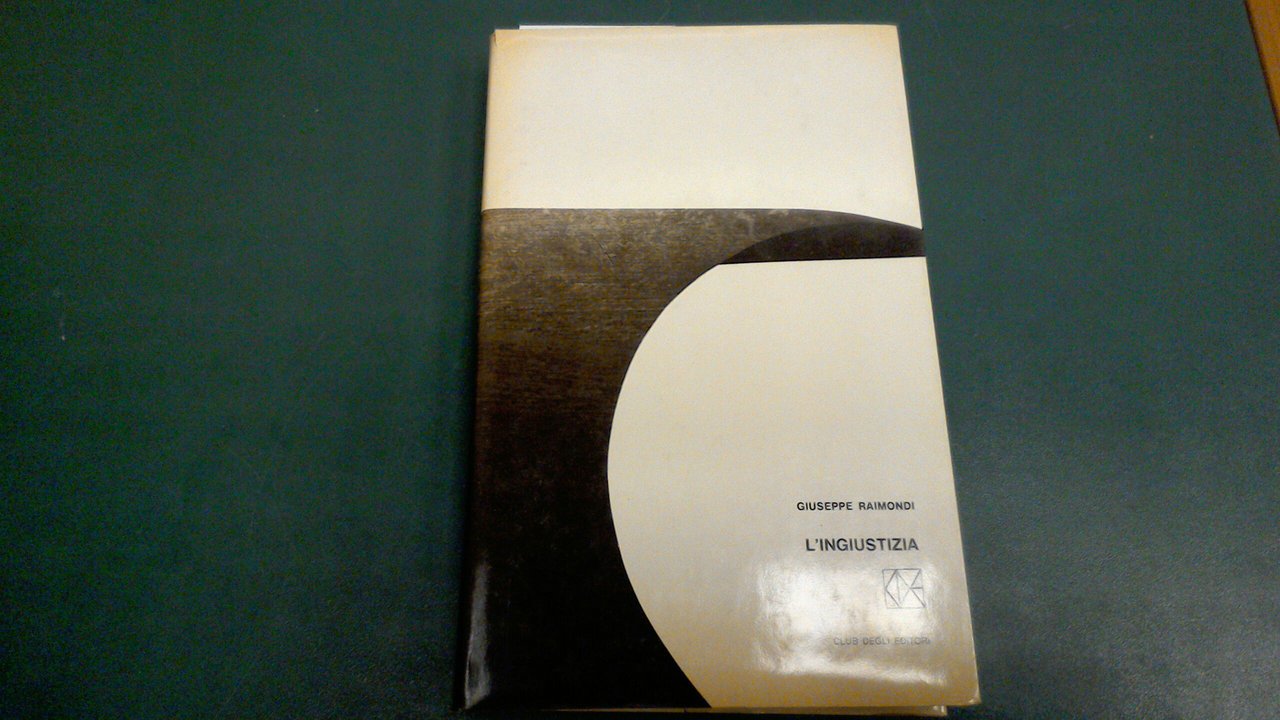 GIUSEPPE RAIMONDI
L'INGIUSTIZIA
CLUB DEGLI EDITORI